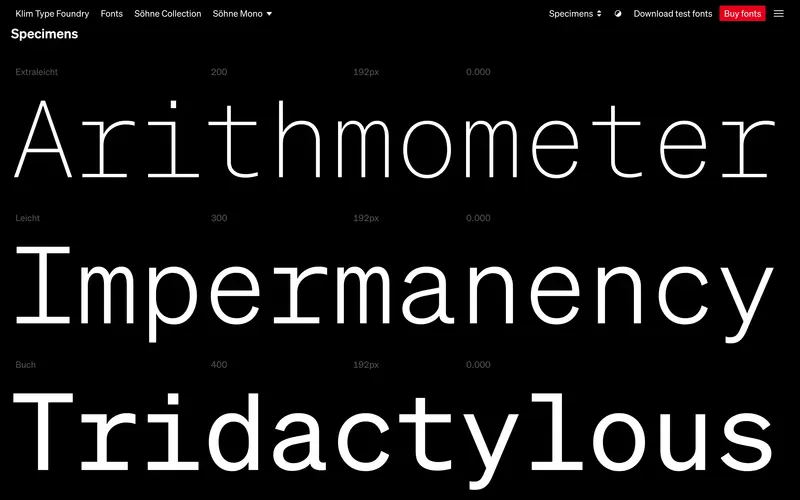 Klim Type Foundry Fonts Söhne Collection Söhne Mono Specimens Download test fonts Buy fonts
Specimens
Extraleicht 200 192px 0.000
Arithmometer
Leicht 300 192px 0.000
Impermanency
Buch 400 192px 0.000
Tridactylous